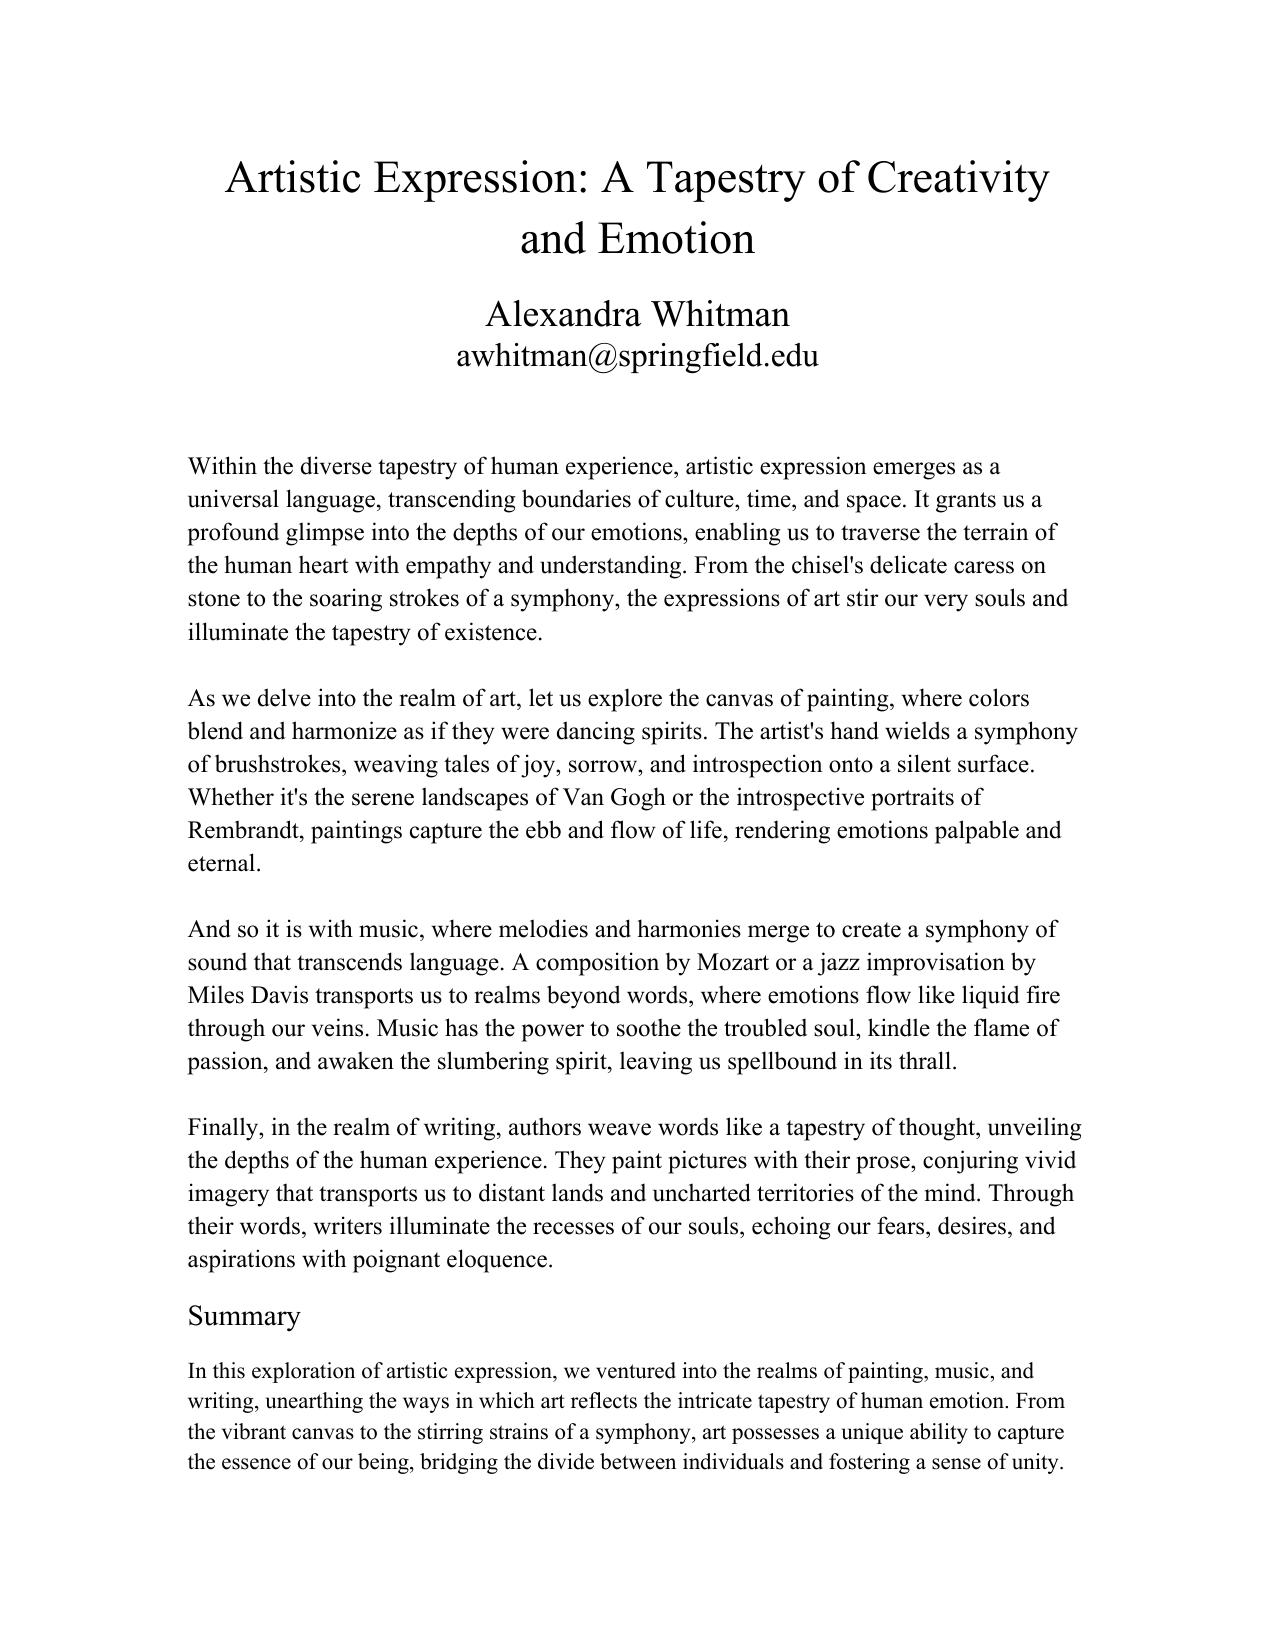 Artistic Expression: A Tapestry of Creativity
and Emotion
Alexandra Whitman
awhitman@springfield.edu
Within the diverse tapestry of human experience, artistic expression emerges as a
universal language, transcending boundaries of culture, time, and space. It grants us a
profound glimpse into the depths of our emotions, enabling us to traverse the terrain of
the human heart with empathy and understanding. From the chisel's delicate caress on
stone to the soaring strokes of a symphony, the expressions of art stir our very souls and
illuminate the tapestry of existence.
As we delve into the realm of art, let us explore the canvas of painting, where colors
blend and harmonize as if they were dancing spirits. The artist's hand wields a symphony
of brushstrokes, weaving tales of joy, sorrow, and introspection onto a silent surface.
Whether it's the serene landscapes of Van Gogh or the introspective portraits of
Rembrandt, paintings capture the ebb and flow of life, rendering emotions palpable and
eternal.
And so it is with music, where melodies and harmonies merge to create a symphony of
sound that transcends language. A composition by Mozart or a jazz improvisation by
Miles Davis transports us to realms beyond words, where emotions flow like liquid fire
through our veins. Music has the power to soothe the troubled soul, kindle the flame of
passion, and awaken the slumbering spirit, leaving us spellbound in its thrall.
Finally, in the realm of writing, authors weave words like a tapestry of thought, unveiling
the depths of the human experience. They paint pictures with their prose, conjuring vivid
imagery that transports us to distant lands and uncharted territories of the mind. Through
their words, writers illuminate the recesses of our souls, echoing our fears, desires, and
aspirations with poignant eloquence.
Summary
In this exploration of artistic expression, we ventured into the realms of painting, music, and
writing, unearthing the ways in which art reflects the intricate tapestry of human emotion. From
the vibrant canvas to the stirring strains of a symphony, art possesses a unique ability to capture
the essence of our being, bridging the divide between individuals and fostering a sense of unity.